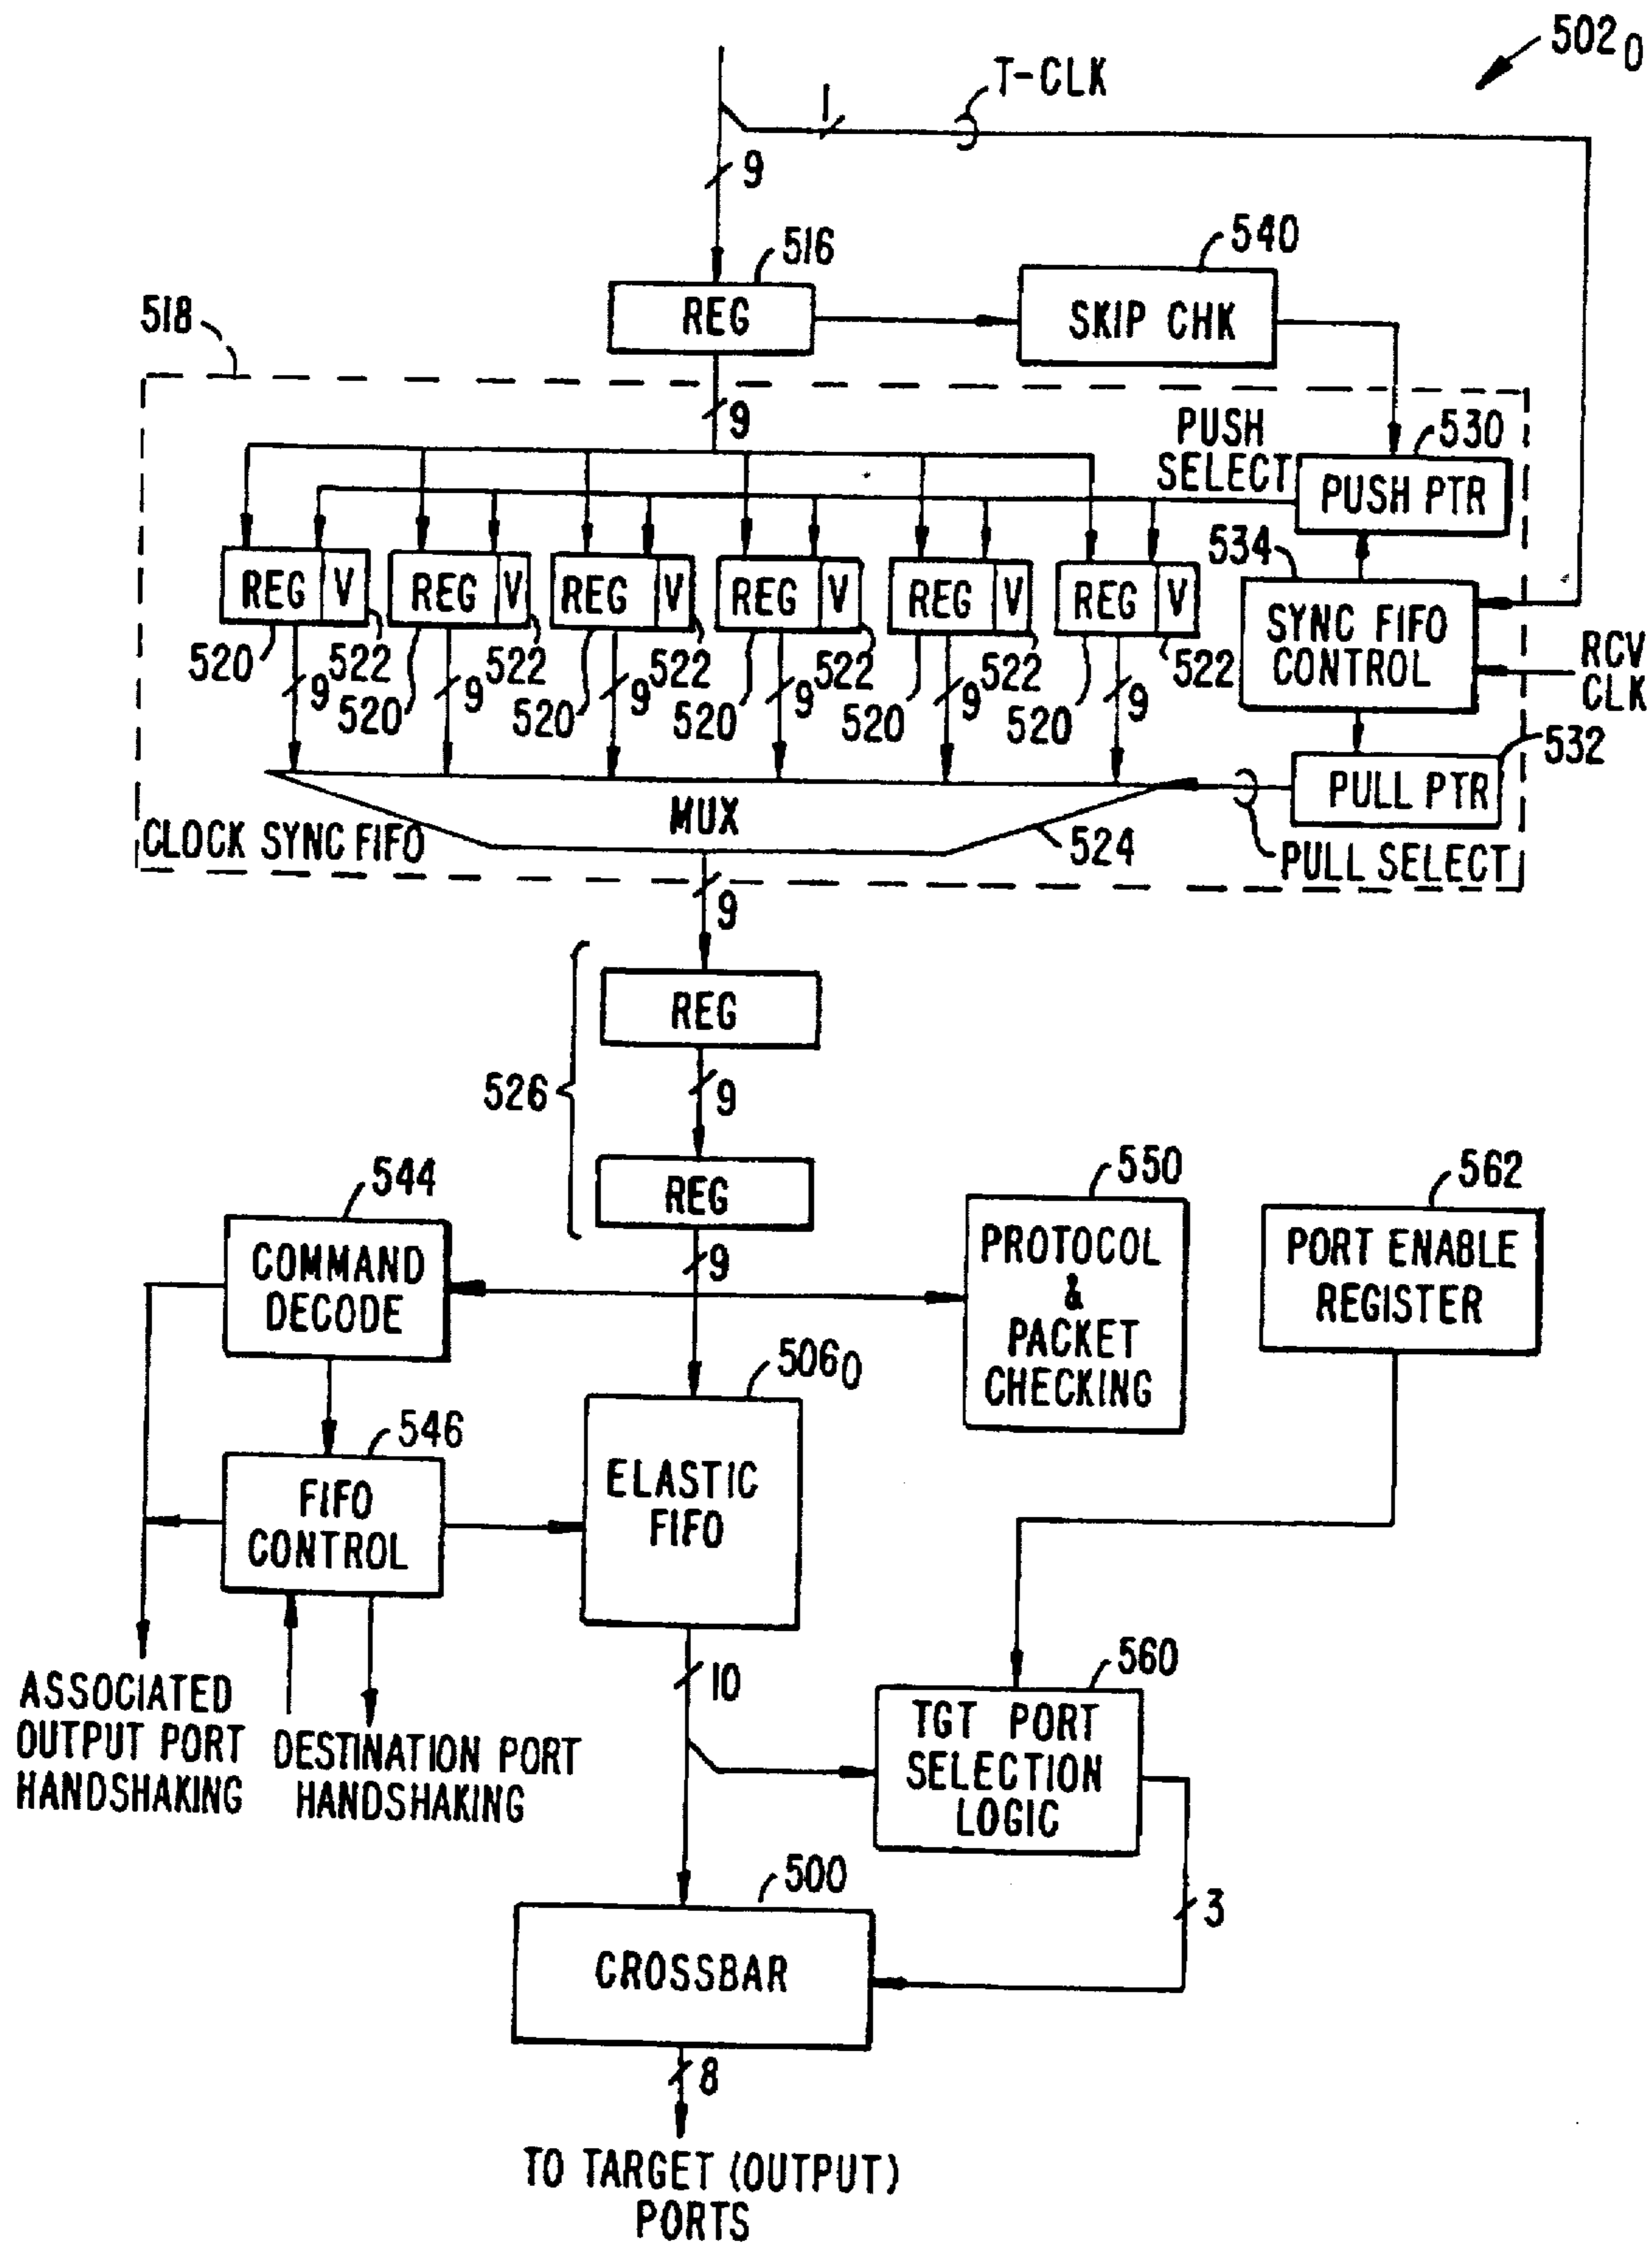 502 0
T-CLK
1
9
516
540
REG
SKIP CHK
518
9
PUSH
SELECT
530
PUSH PTR
534
REG V REG V REG V REG V REG V REG V
SYNC FIFO
CONTROL
RCV
CLK
520 522 520 522 520 522 520 522 520 522 520 522
9 9 9 9 9 9
532
PULL PTR
MUX
524
CLOCK SYNC FIFO
PULL SELECT
9
REG
526
9
REG
544
550
562
9
COMMAND
DECODE
PROTOCOL
&
PACKET
CHECKING
PORT ENABLE
REGISTER
506 0
546
FIFO
CONTROL
ELASTIC
FIFO
10
560
ASSOCIATED
OUTPUT PORT
HANDSHAKING
DESTINATION PORT
HANDSHAKING
TGT PORT
SELECTION
LOGIC
500
3
CROSSBAR
8
TO TARGET (OUTPUT)
PORTS